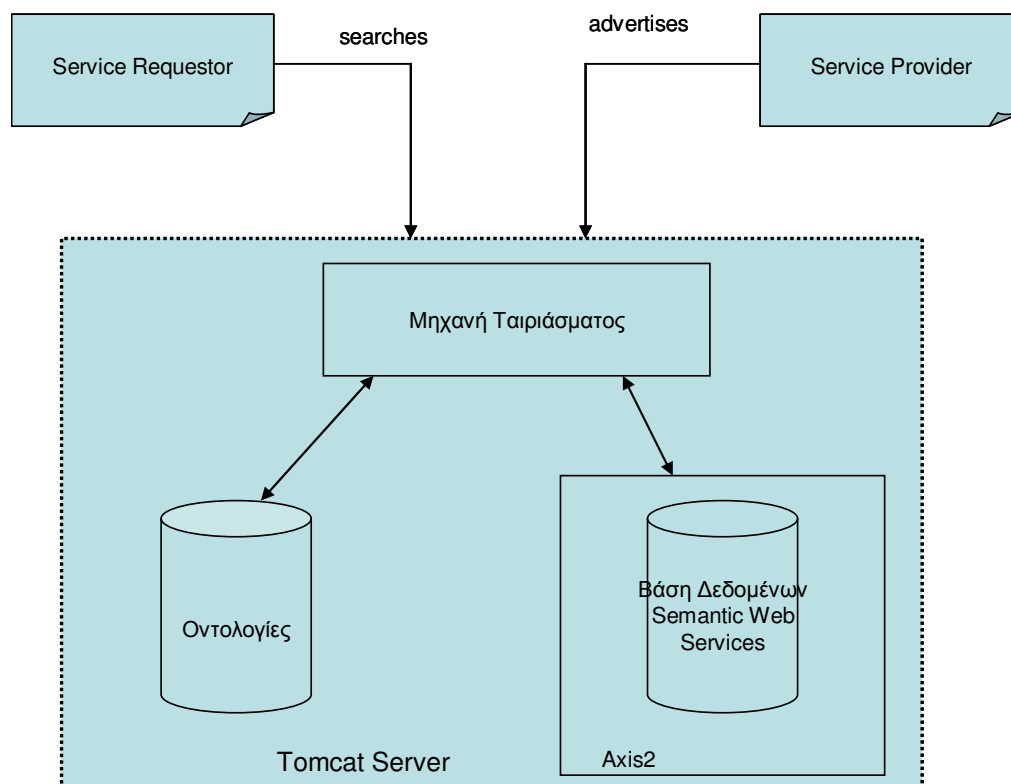 searches
advertises
Service Requestor
Service Provider
Μηχανή Ταιριάσματος
Οντολογίες
Βάση Δεδομένων
Semantic Web
Services
Tomcat Server
Axis2